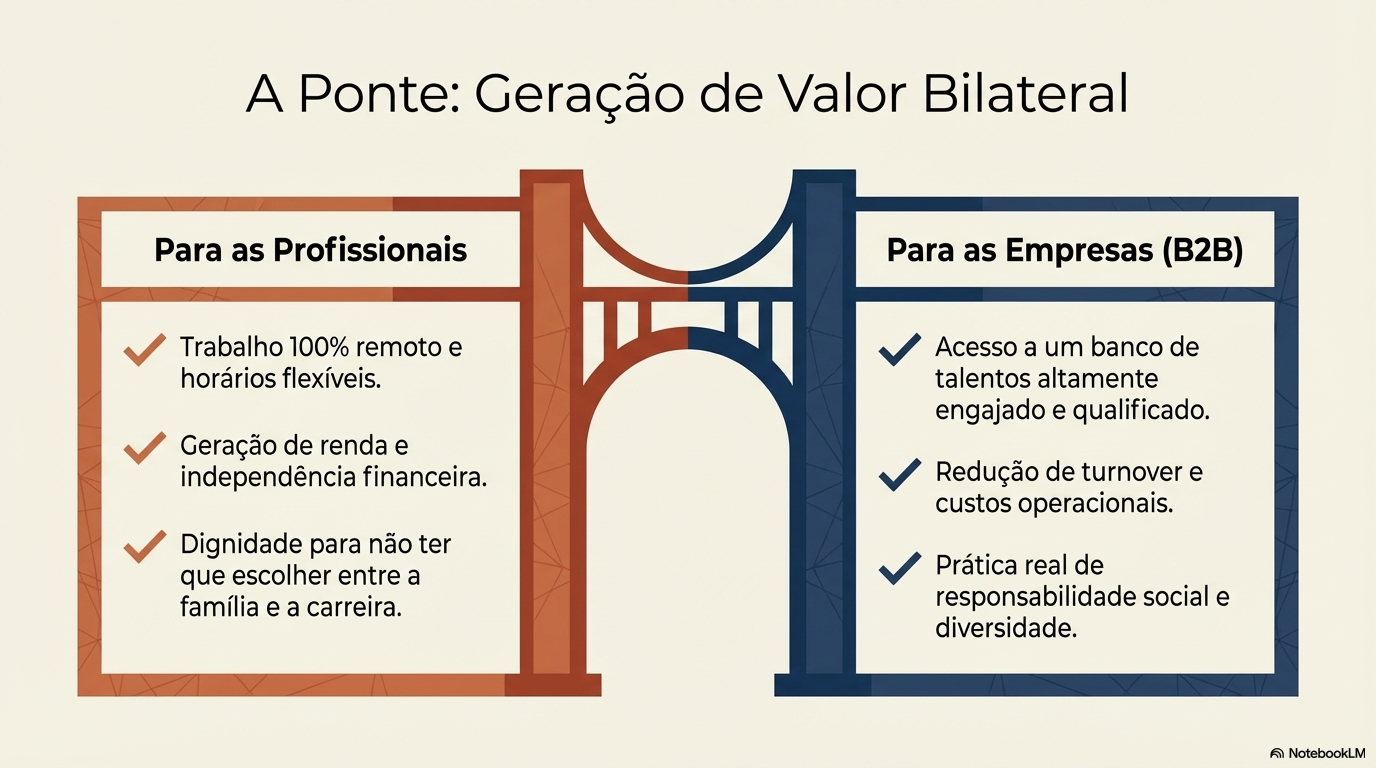 A Ponte: Geração de Valor Bilateral
Para as Profissionais
Trabalho 100% remoto e
horários flexíveis.
Geração de renda e
independência financeira.
Dignidade para não ter
que escolher entre a
família e a carreira.
Para as Empresas (B2B)
Acesso a um banco de
talentos altamente
engajado e qualificado.
Redução de turnover e
custos operacionais.
Prática real de
responsabilidade social e
diversidade.
NotebookLM